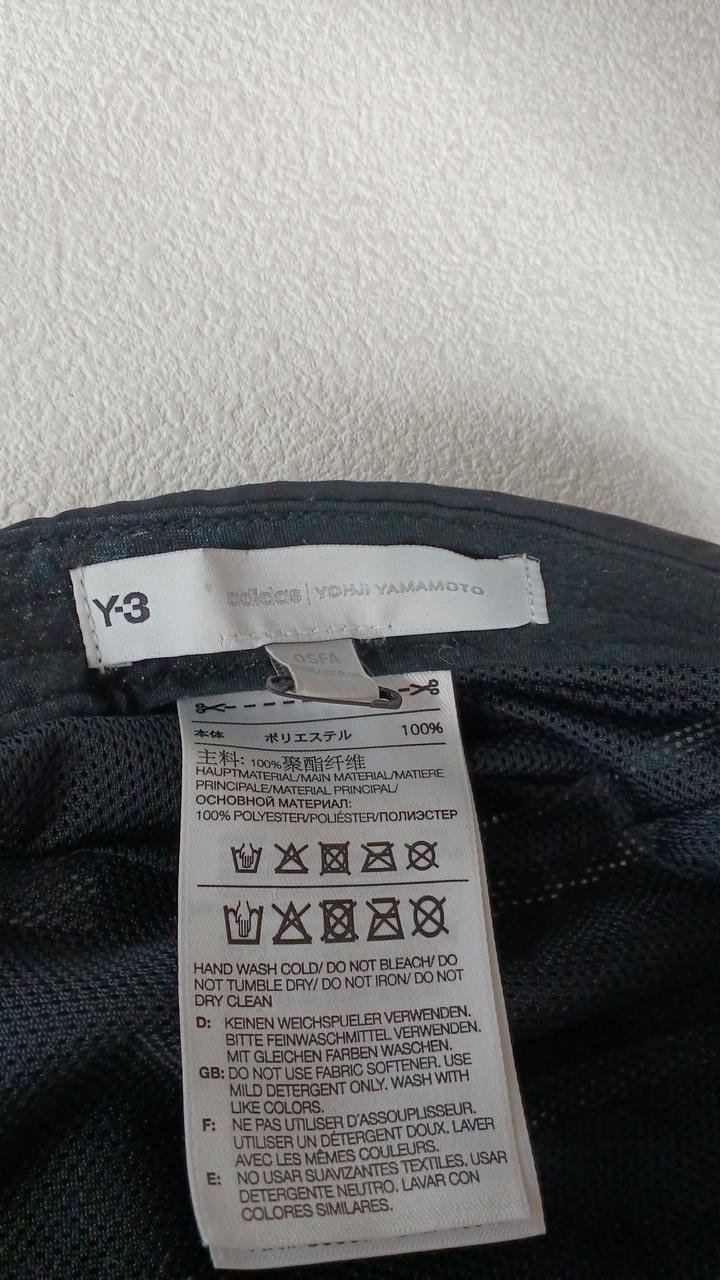 Y-3
adidas | YOHJI YAMAMOTO
OSFA
本体 ポリエステル 100%
主料: 100%聚酯纤维
HAUPTMATERIAL/MAIN MATERIAL/MATIERE
PRINCIPALE/MATERIAL PRINCIPAL/
ОСНОВНОЙ МАТЕРИАЛ:
100% POLYESTER/POLIÉSTER/ПОЛИЭСТЕР
HAND WASH COLD/ DO NOT BLEACH/ DO
NOT TUMBLE DRY/ DO NOT IRON/ DO NOT
DRY CLEAN
D: KEINEN WEICHSPUELER VERWENDEN.
BITTE FEINWASCHMITTEL VERWENDEN.
MIT GLEICHEN FARBEN WASCHEN.
GB: DO NOT USE FABRIC SOFTENER. USE
MILD DETERGENT ONLY. WASH WITH
LIKE COLORS.
F: NE PAS UTILISER D'ASSOUPLISSEUR.
UTILISER UN DÉTERGENT DOUX. LAVER
AVEC LES MÊMES COULEURS.
E: NO USAR SUAVIZANTES TEXTILES. USAR
DETERGENTE NEUTRO. LAVAR CON
COLORES SIMILARES.